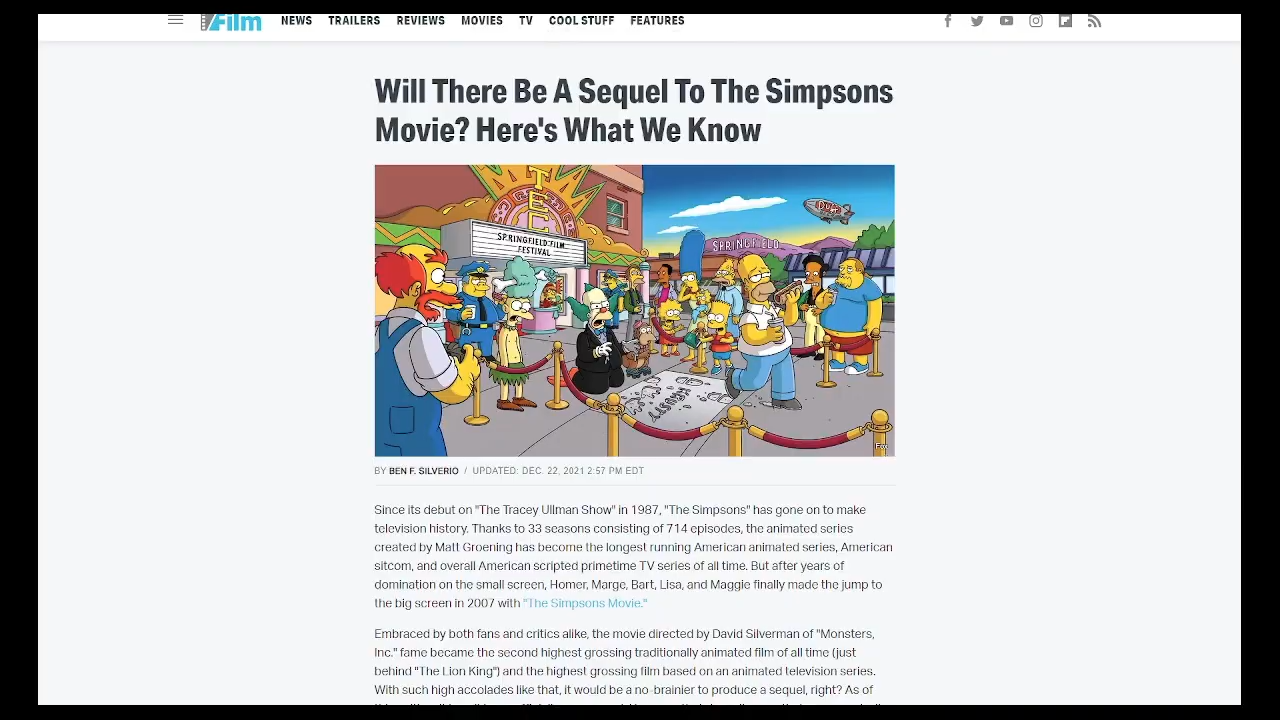 /Film NEWS TRAILERS REVIEWS MOVIES TV COOL STUFF FEATURES
Will There Be A Sequel To The Simpsons
Movie? Here's What We Know
TEC
Duff
SPRINGFIELD FILM
FESTIVAL
SPRINGFIELD
KRUSTY
Fox
BY BEN F. SILVERIO / UPDATED: DEC. 22, 2021 2:57 PM EDT
Since its debut on "The Tracey Ullman Show" in 1987, "The Simpsons" has gone on to make
television history. Thanks to 33 seasons consisting of 714 episodes, the animated series
created by Matt Groening has become the longest running American animated series, American
sitcom, and overall American scripted primetime TV series of all time. But after years of
domination on the small screen, Homer, Marge, Bart, Lisa, and Maggie finally made the jump to
the big screen in 2007 with "The Simpsons Movie."
Embraced by both fans and critics alike, the movie directed by David Silverman of "Monsters,
Inc." fame became the second highest grossing traditionally animated film of all time (just
behind "The Lion King") and the highest grossing film based on an animated television series.
With such high accolades like that, it would be a no-brainier to produce a sequel, right? As of